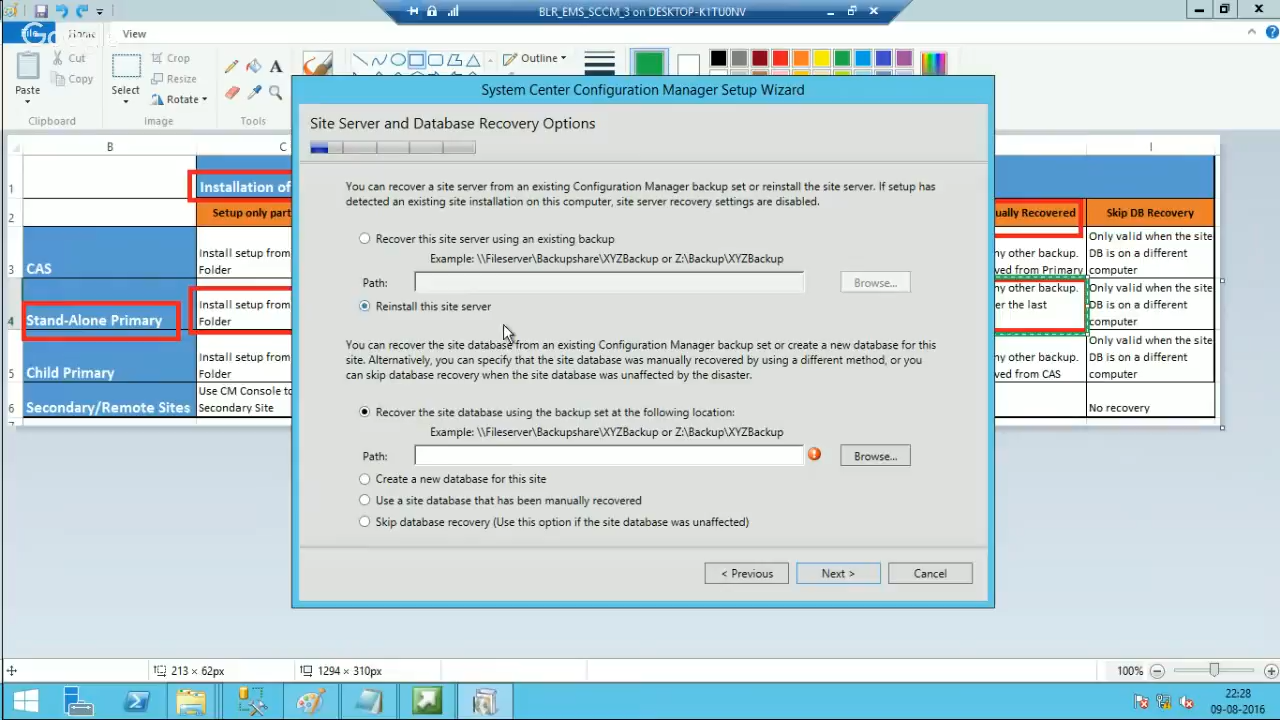 BLR_EMS_SCCM_3 on DESKTOP-K1TU0NV
View
Paste
Cut
Copy
Clipboard
Select
Crop
Resize
Rotate
Image
Tools
Outline
System Center Configuration Manager Setup Wizard
Site Server and Database Recovery Options
You can recover a site server from an existing Configuration Manager backup set or reinstall the site server. If setup has
detected an existing site installation on this computer, site server recovery settings are disabled.
Recover this site server using an existing backup
Example: \\Fileserver\Backupshare\XYZBackup or Z:\Backup\XYZBackup
Path:
Browse...
Reinstall this site server
You can recover the site database from an existing Configuration Manager backup set or create a new database for this
site. Alternatively, you can specify that the site database was manually recovered by using a different method, or you
can skip database recovery when the site database was unaffected by the disaster.
Recover the site database using the backup set at the following location:
Example: \\Fileserver\Backupshare\XYZBackup or Z:\Backup\XYZBackup
Path:
Browse...
Create a new database for this site
Use a site database that has been manually recovered
Skip database recovery (Use this option if the site database was unaffected)
< Previous
Next >
Cancel
B
C
I
1
Installation of
2
Setup only part
ually Recovered
Skip DB Recovery
3
CAS
Install setup from
Folder
ny other backup.
ved from Primary
Only valid when the site
DB is on a different
computer
4
Stand-Alone Primary
Install setup from
Folder
ny other backup.
er the last
Only valid when the site
DB is on a different
computer
5
Child Primary
Install setup from
Folder
ny other backup.
ved from CAS
Only valid when the site
DB is on a different
computer
6
Secondary/Remote Sites
Use CM Console to
Secondary Site
No recovery
213 × 62px
1294 × 310px
100%
22:28
09-08-2016